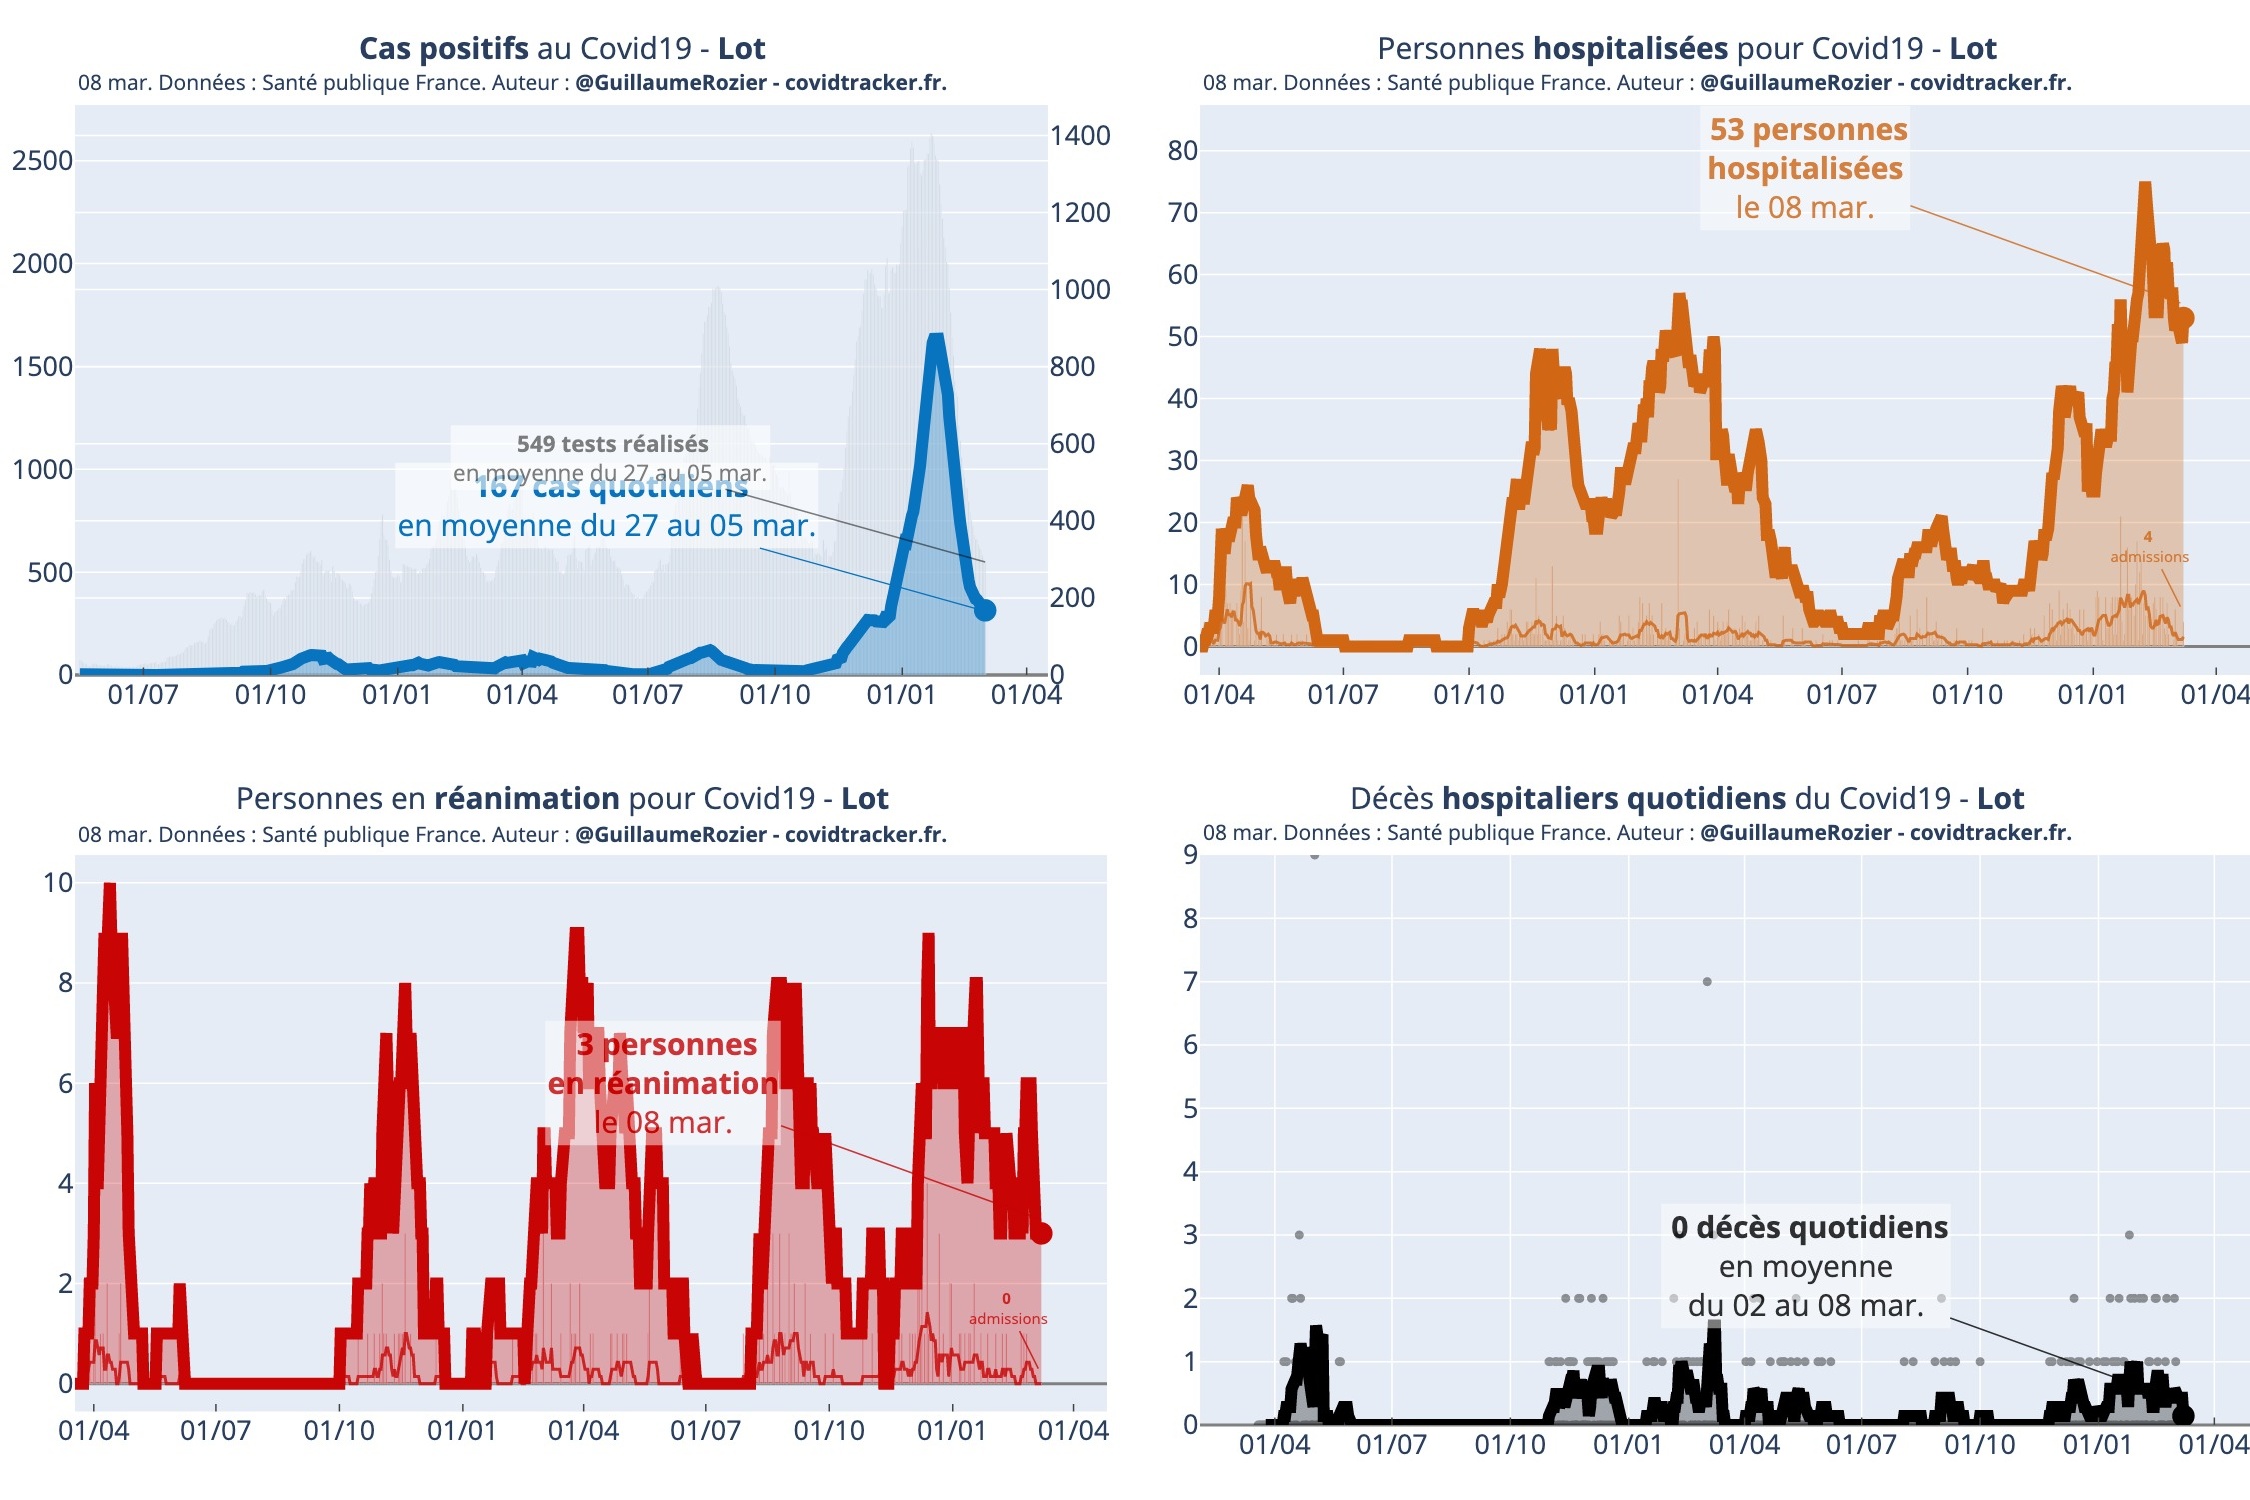 Cas positifs au Covid19 - Lot
08 mar. Données : Santé publique France. Auteur : @GuillaumeRozier - covidtracker.fr.
2500
2000
1500
1000
500
0
1400
1200
1000
800
600
400
200
0
549 tests réalisés
en moyenne du 27 au 05 mar.
167 cas quotidiens
en moyenne du 27 au 05 mar.
01/07 01/10 01/01 01/04 01/07 01/10 01/01 01/04
Personnes hospitalisées pour Covid19 - Lot
08 mar. Données : Santé publique France. Auteur : @GuillaumeRozier - covidtracker.fr.
80
70
60
50
40
30
20
10
0
53 personnes
hospitalisées
le 08 mar.
4
admissions
01/04 01/07 01/10 01/01 01/04 01/07 01/10 01/01 01/04
Personnes en réanimation pour Covid19 - Lot
08 mar. Données : Santé publique France. Auteur : @GuillaumeRozier - covidtracker.fr.
10
8
6
4
2
0
3 personnes
en réanimation
le 08 mar.
0
admissions
01/04 01/07 01/10 01/01 01/04 01/07 01/10 01/01 01/04
Décès hospitaliers quotidiens du Covid19 - Lot
08 mar. Données : Santé publique France. Auteur : @GuillaumeRozier - covidtracker.fr.
9
8
7
6
5
4
3
2
1
0
0 décès quotidiens
en moyenne
du 02 au 08 mar.
01/04 01/07 01/10 01/01 01/04 01/07 01/10 01/01 01/04